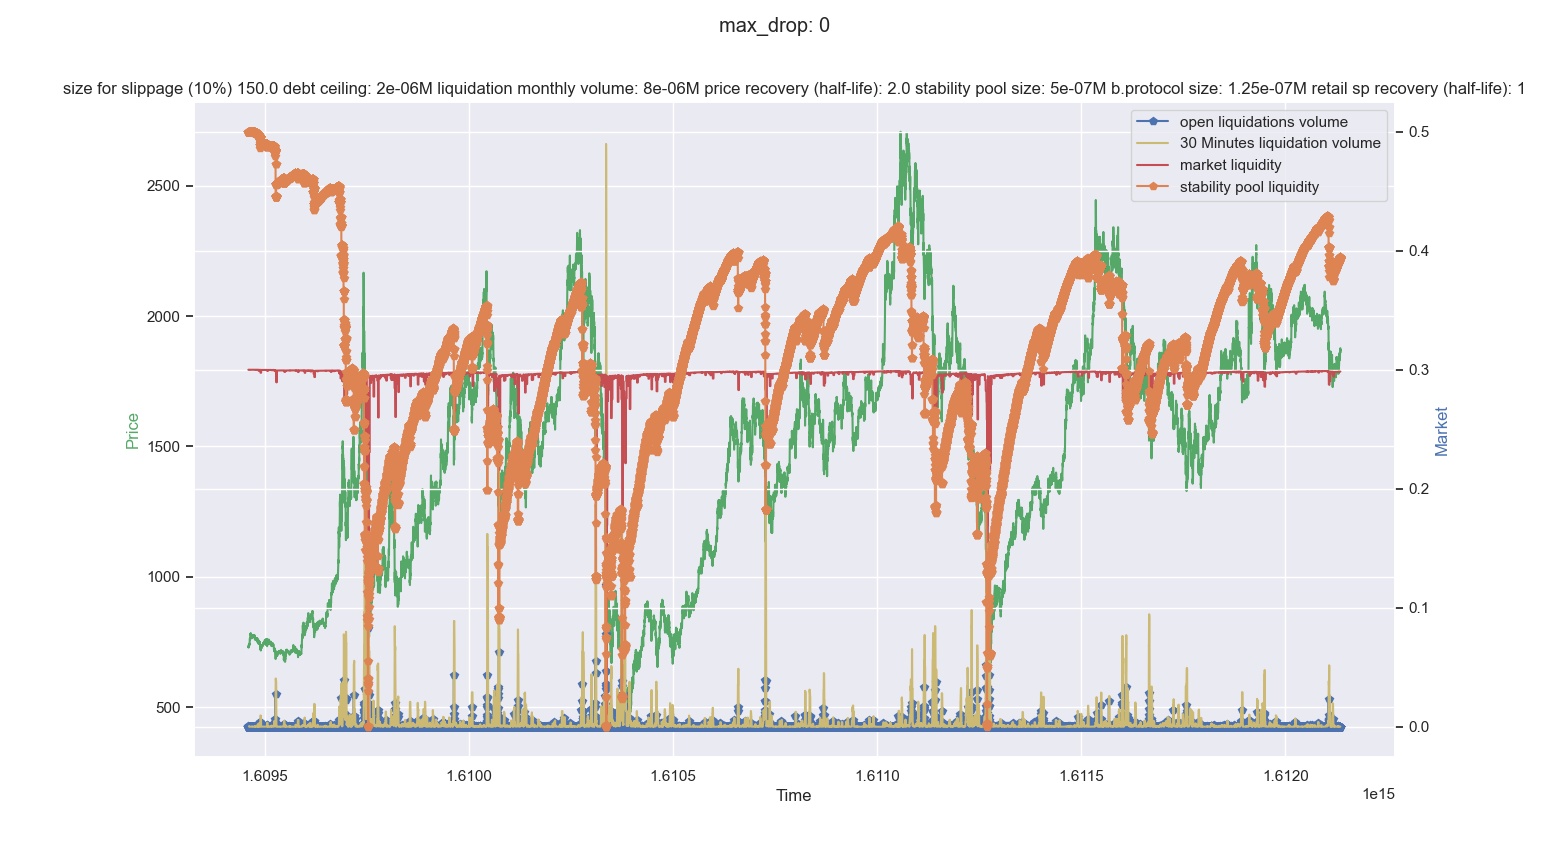 max_drop: 0
size for slippage (10%) 150.0 debt ceiling: 2e-06M liquidation monthly volume: 8e-06M price recovery (half-life): 2.0 stability pool size: 5e-07M b.protocol size: 1.25e-07M retail sp recovery (half-life): 1
open liquidations volume
30 Minutes liquidation volume
market liquidity
stability pool liquidity
2500
2000
1500
1000
500
Price
0.5
0.4
0.3
0.2
0.1
0.0
Market
1.6095
1.6100
1.6105
1.6110
1.6115
1.6120
Time
1e15